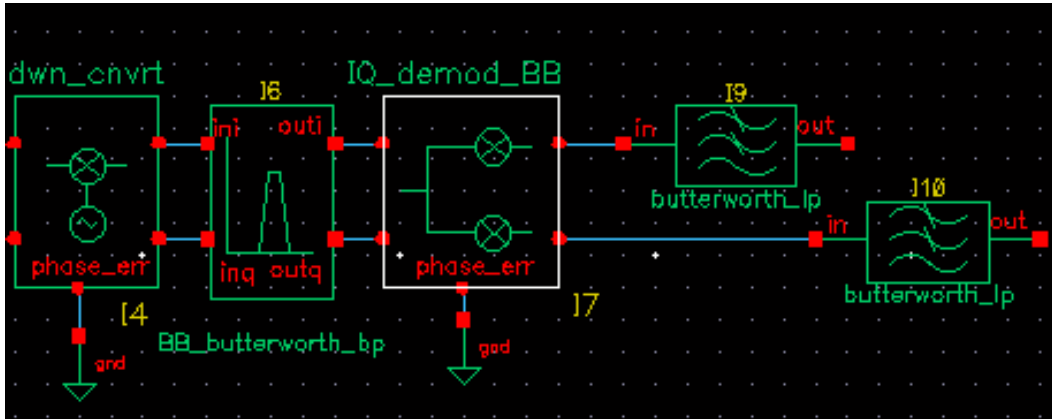 dwn_cnvrt
I6
IQ_demod_BB
I9
ini
outi
in
out
butterworth_lp
I10
in
out
phase_err
inq
outq
phase_err
butterworth_lp
I4
I7
BB_butterworth_bp
gnd
gnd